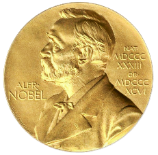 ALFR·
NOBEL
NAT·
MDCCC
XXXIII
OB·
MDCCC
XCVI